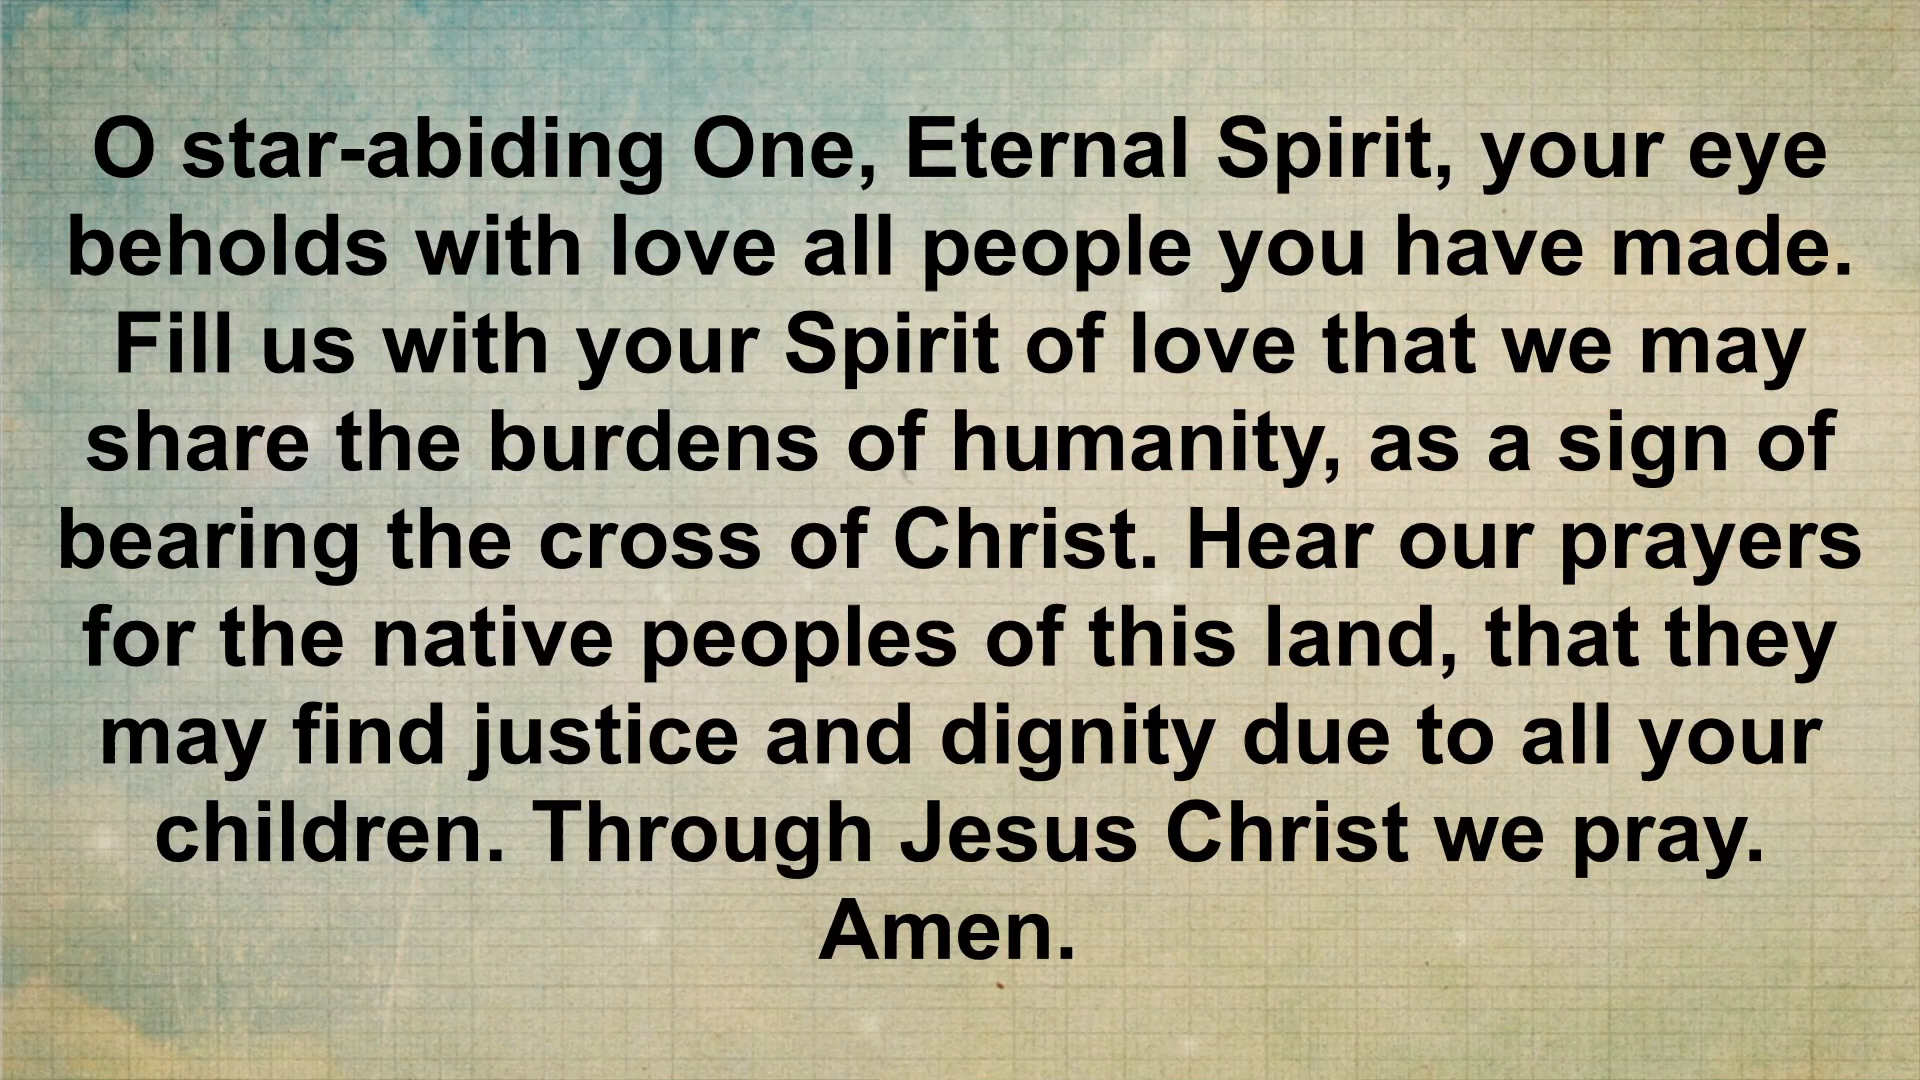 O star-abiding One, Eternal Spirit, your eye
beholds with love all people you have made.
Fill us with your Spirit of love that we may
share the burdens of humanity, as a sign of
bearing the cross of Christ. Hear our prayers
for the native peoples of this land, that they
may find justice and dignity due to all your
children. Through Jesus Christ we pray.
Amen.